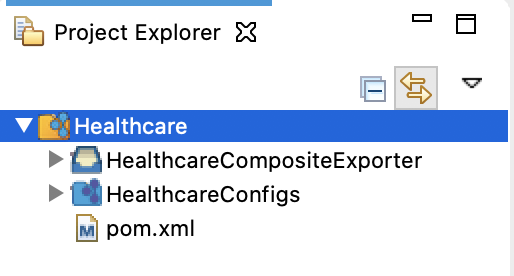 Project Explorer
Healthcare
HealthcareCompositeExporter
HealthcareConfigs
pom.xml